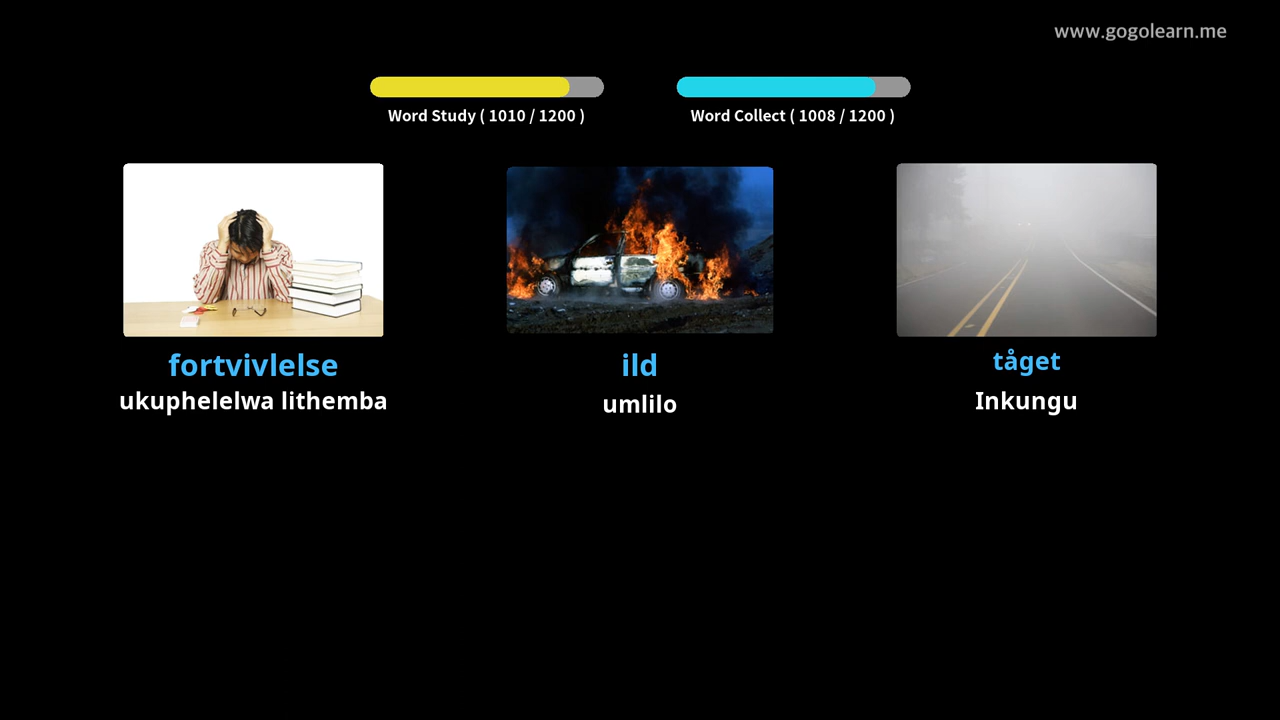 www.gogolearn.me
Word Study ( 1010 / 1200 )
Word Collect ( 1008 / 1200 )
fortvivlelse
ukuphelelwa lithemba
ild
umlilo
tåget
Inkungu